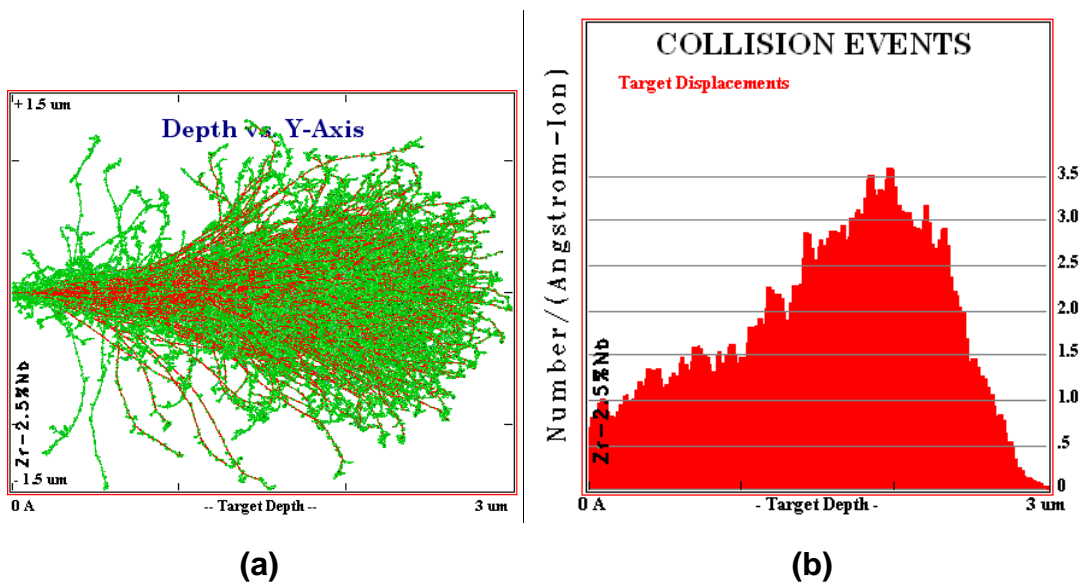 +1.5 um
Depth vs. Y-Axis
Zr-2.5%Nb
-1.5 um
0 A -- Target Depth -- 3 um
(a)
COLLISION EVENTS
Target Displacements
Number/(Angstrom-Ion)
Zr-2.5%Nb
3.5
3.0
2.5
2.0
1.5
1.0
.5
0
0 A - Target Depth - 3 um
(b)